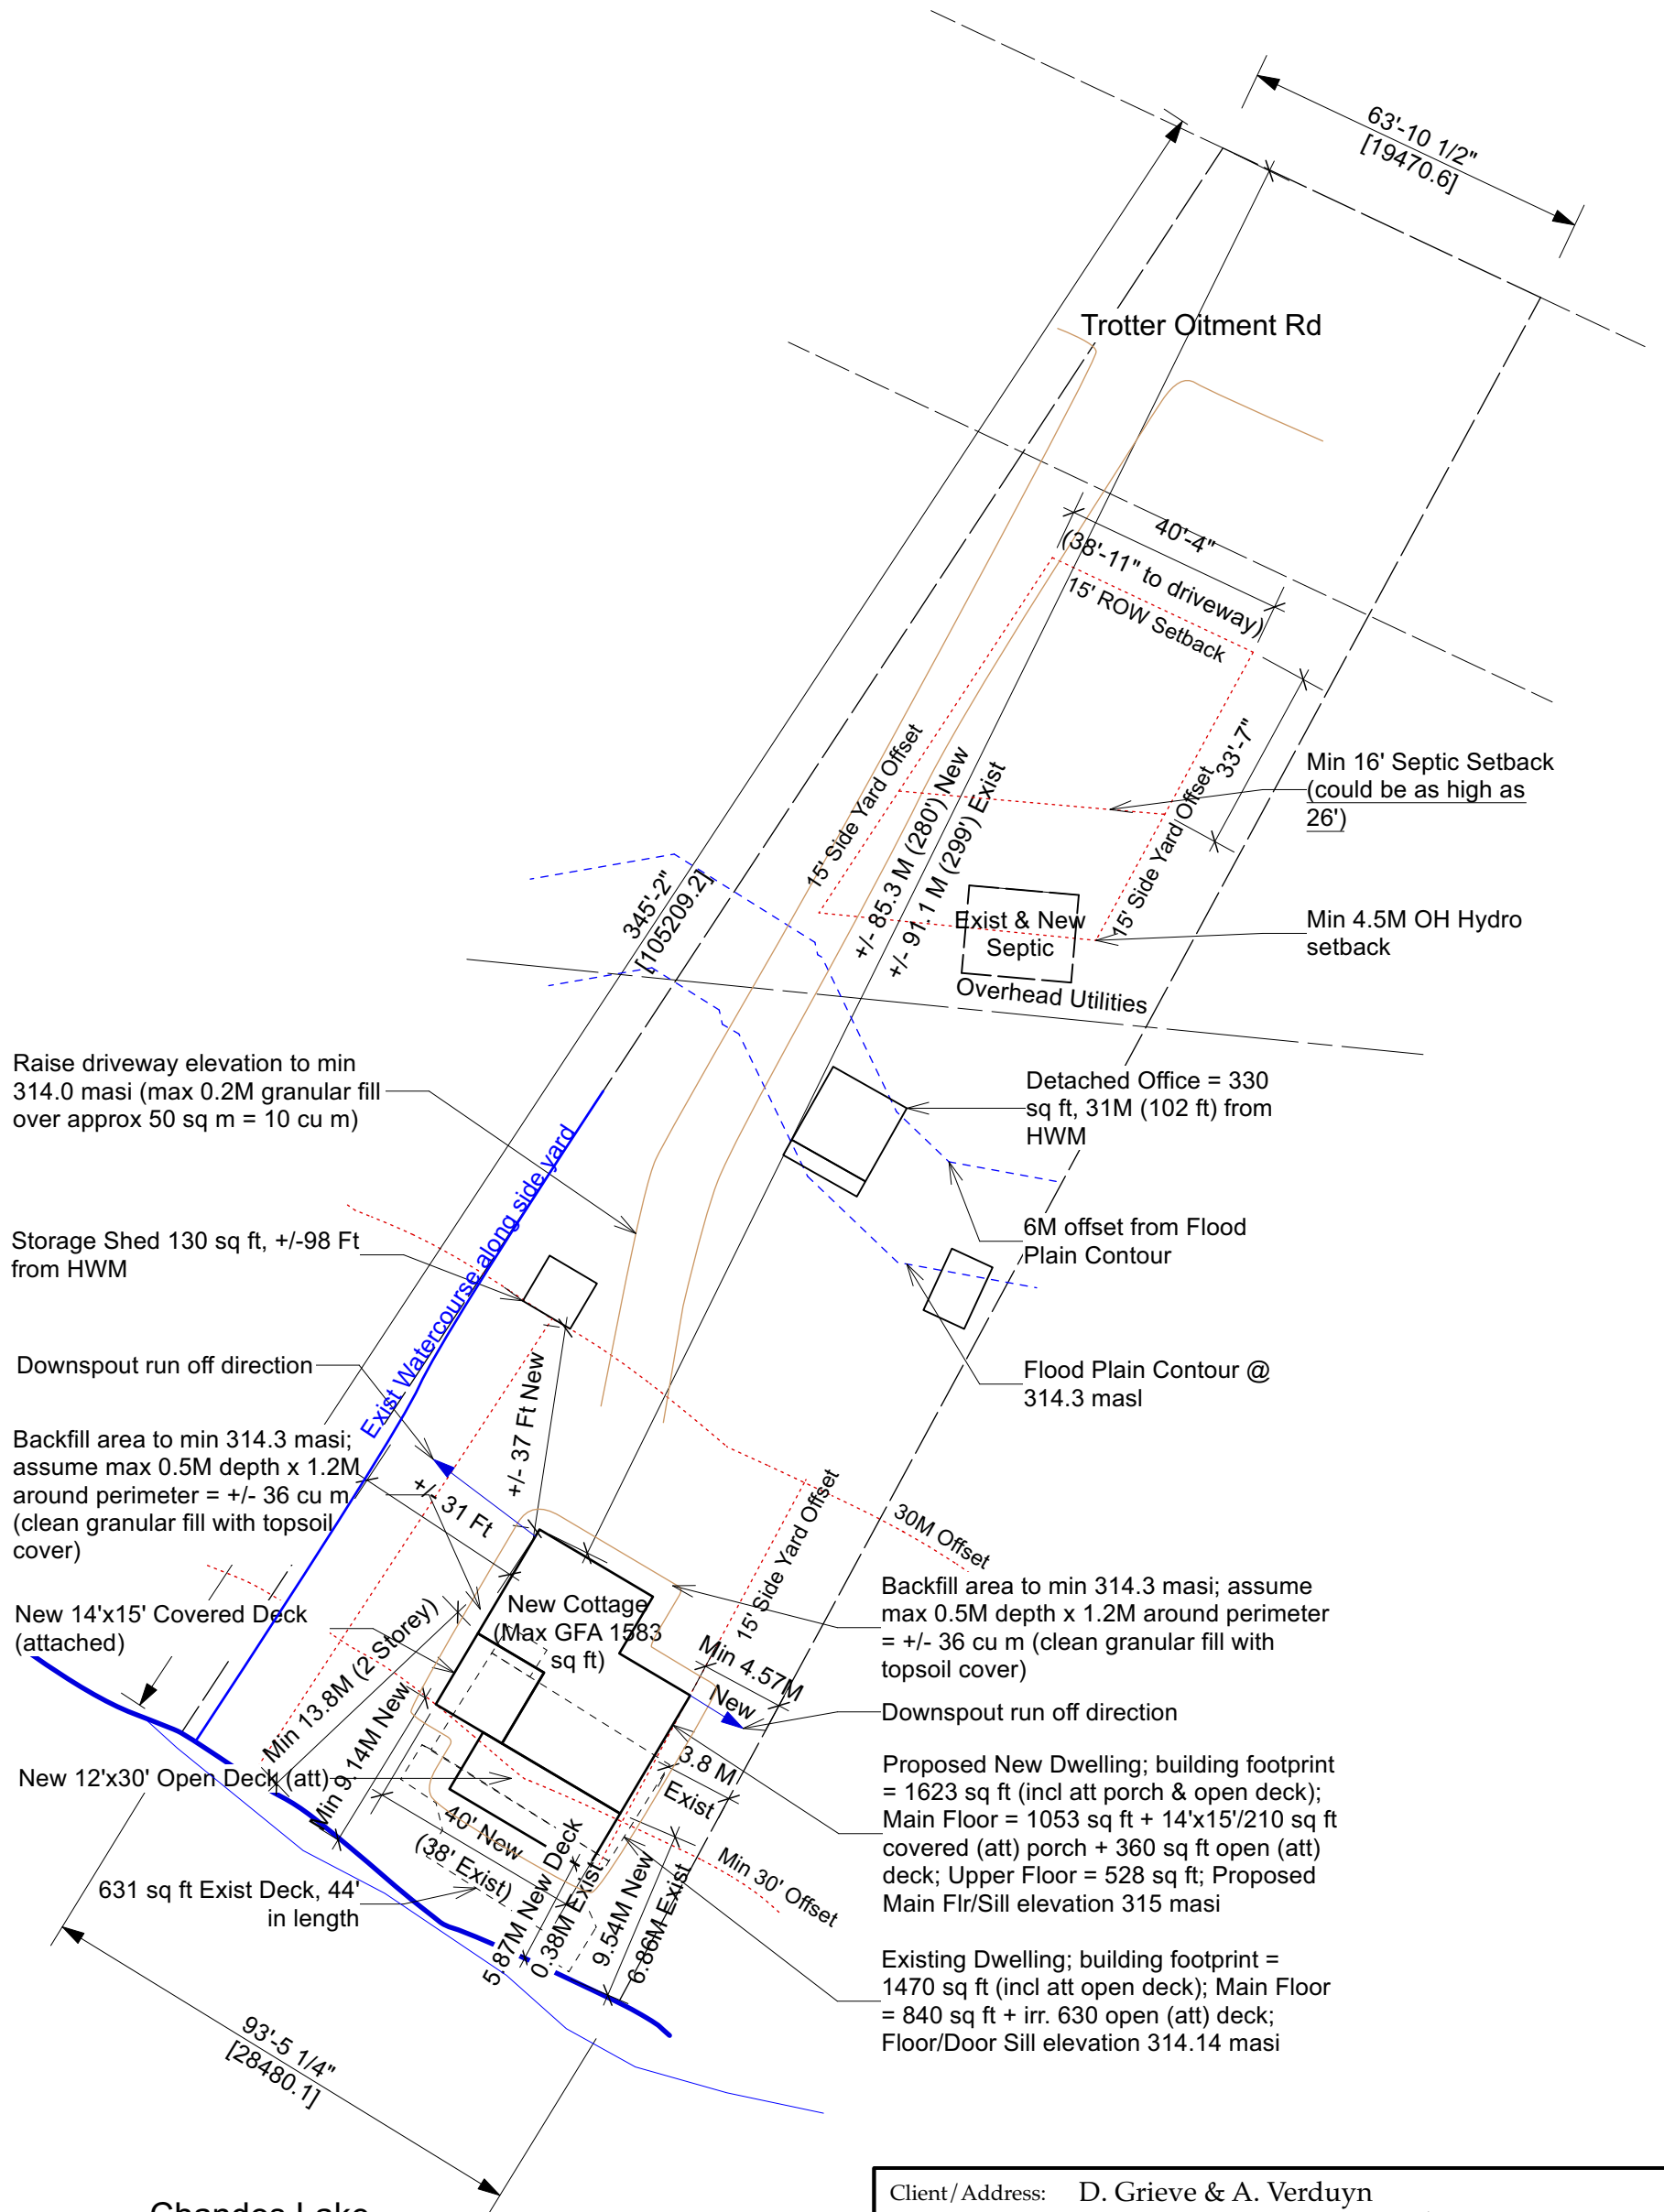 63'-10 1/2"
[19470.6]
Trotter Oitment Rd
40'-4"
(38'-11" to driveway)
15' ROW Setback
33'-7"
15' Side Yard Offset
15' Side Yard Offset
Min 16' Septic Setback
(could be as high as
26')
+/- 85.3 M (280') New
+/- 91.1 M (299') Exist
345'-2"
[105209.2]
Exist & New
Septic
Min 4.5M OH Hydro
setback
Overhead Utilities
Raise driveway elevation to min
314.0 masi (max 0.2M granular fill
over approx 50 sq m = 10 cu m)
Detached Office = 330
sq ft, 31M (102 ft) from
HWM
Exist Watercourse along side yard
Storage Shed 130 sq ft, +/-98 Ft
from HWM
6M offset from Flood
Plain Contour
Downspout run off direction
+/- 37 Ft New
Flood Plain Contour @
314.3 masl
Backfill area to min 314.3 masi;
assume max 0.5M depth x 1.2M
around perimeter = +/- 36 cu m
(clean granular fill with topsoil
cover)
+/- 31 Ft
15' Side Yard Offset
30M Offset
New 14'x15' Covered Deck
(attached)
New Cottage
(Max GFA 1583
sq ft)
Backfill area to min 314.3 masi; assume
max 0.5M depth x 1.2M around perimeter
= +/- 36 cu m (clean granular fill with
topsoil cover)
Min 4.57M
New
Min 13.8M (2 Storey)
Min 9.14M New
Downspout run off direction
New 12'x30' Open Deck (att)
3.8 M
Exist
Proposed New Dwelling; building footprint
= 1623 sq ft (incl att porch & open deck);
Main Floor = 1053 sq ft + 14'x15'/210 sq ft
covered (att) porch + 360 sq ft open (att)
deck; Upper Floor = 528 sq ft; Proposed
Main Flr/Sill elevation 315 masi
40' New
(38' Exist)
Min 30' Offset
631 sq ft Exist Deck, 44'
in length
5.87M New Deck
0.38M Exist
9.54M New
6.86M Exist
Existing Dwelling; building footprint =
1470 sq ft (incl att open deck); Main Floor
= 840 sq ft + irr. 630 open (att) deck;
Floor/Door Sill elevation 314.14 masi
93'-5 1/4"
[28480.1]
Chandos Lake
Client/Address: D. Grieve & A. Verduyn